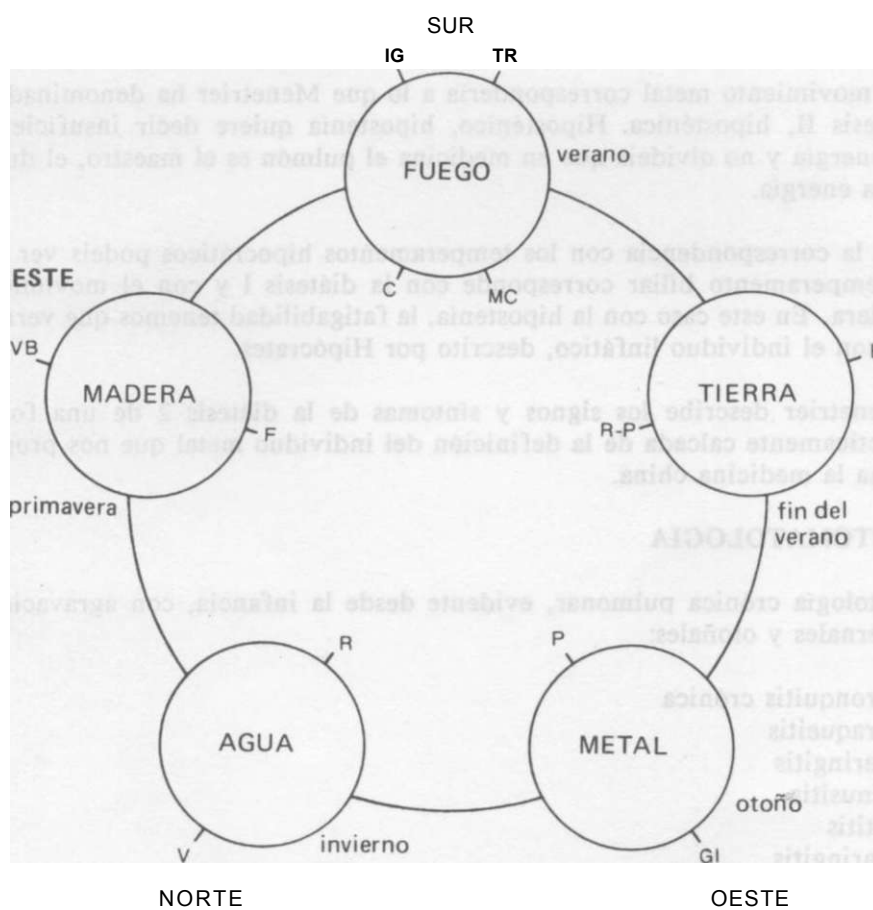 SUR
IG TR
FUEGO
verano
C
MC
ESTE
VB
MADERA
F
primavera
TIERRA
R-P
fin del
verano
R
AGUA
V
invierno
P
METAL
otoño
GI
NORTE
OESTE